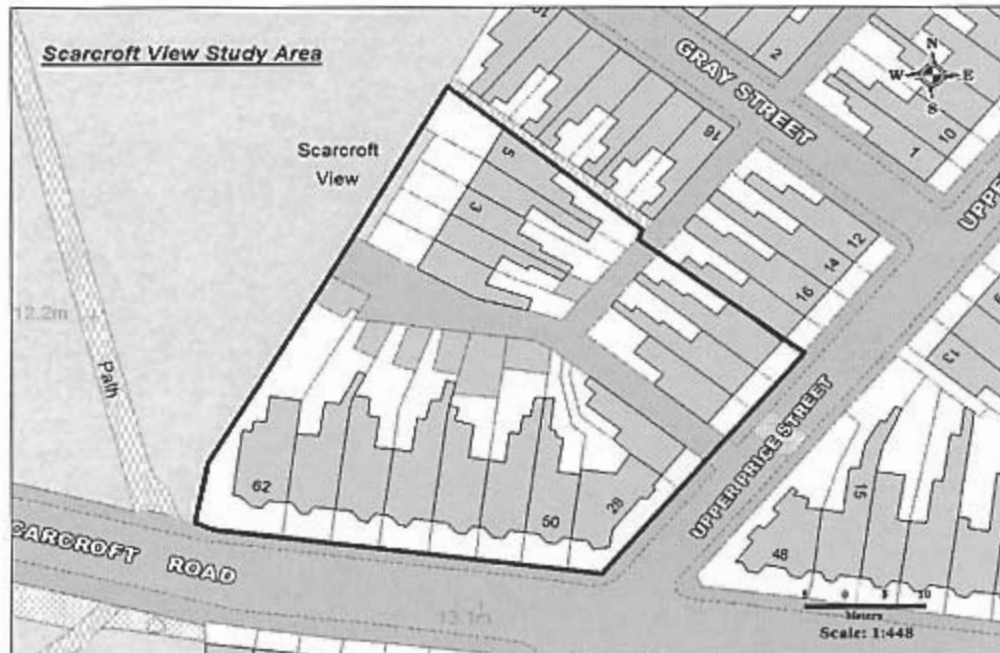 Scarcroft View Study Area
10
2
GRAY STREET
N
W
E
S
1
10
UPPE
Scarcroft
View
5
3
16
12
14
16
12.2m
Path
13
UPPER PRICE STREET
62
50
28
15
48
SCARCROFT ROAD
13.1m
5 0 5 10
Meters
Scale: 1:448